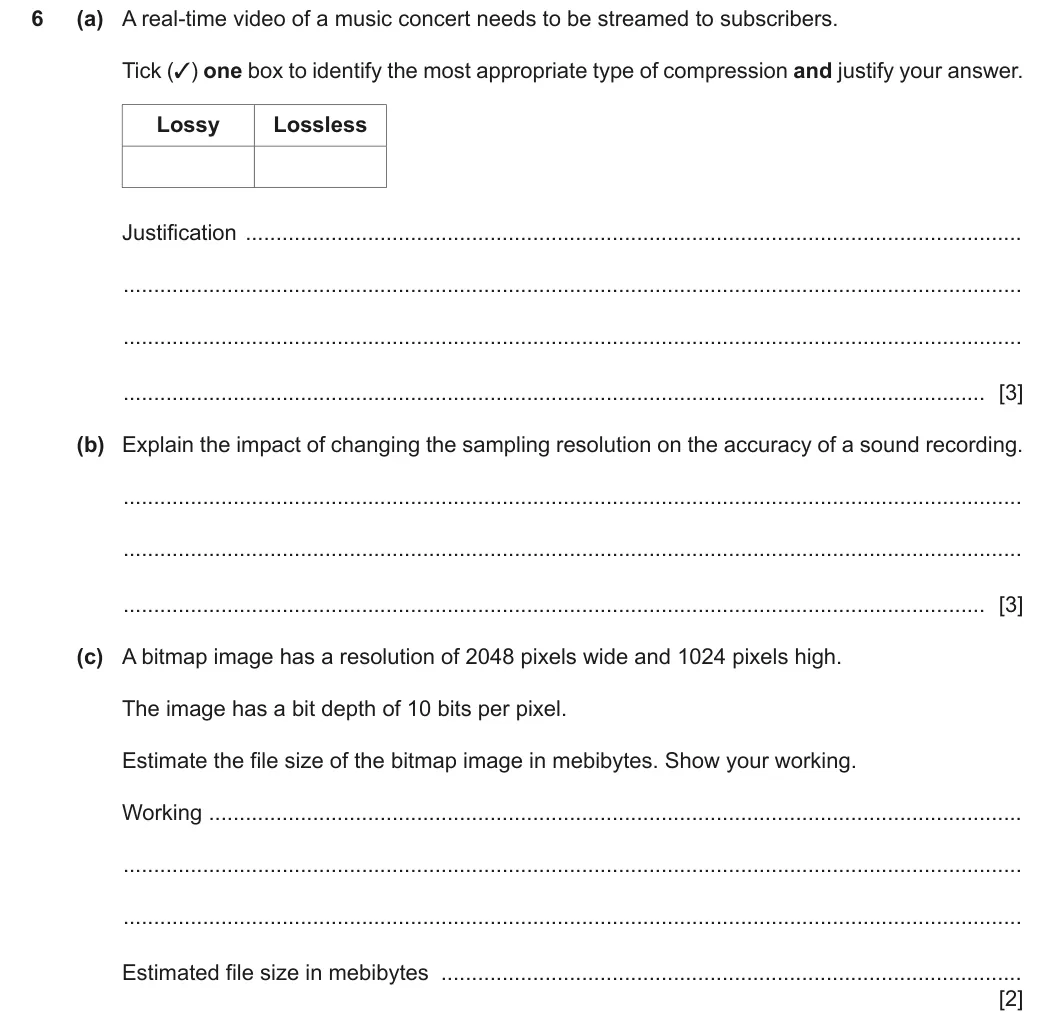 6 (a) A real-time video of a music concert needs to be streamed to subscribers.
Tick (✓) one box to identify the most appropriate type of compression and justify your answer.
Lossy Lossless
Justification ................................................................................
................................................................................
................................................................................
................................................................................ [3]
(b) Explain the impact of changing the sampling resolution on the accuracy of a sound recording.
................................................................................
................................................................................
................................................................................ [3]
(c) A bitmap image has a resolution of 2048 pixels wide and 1024 pixels high.
The image has a bit depth of 10 bits per pixel.
Estimate the file size of the bitmap image in mebibytes. Show your working.
Working ................................................................................
................................................................................
................................................................................
Estimated file size in mebibytes ................................................................................
[2]